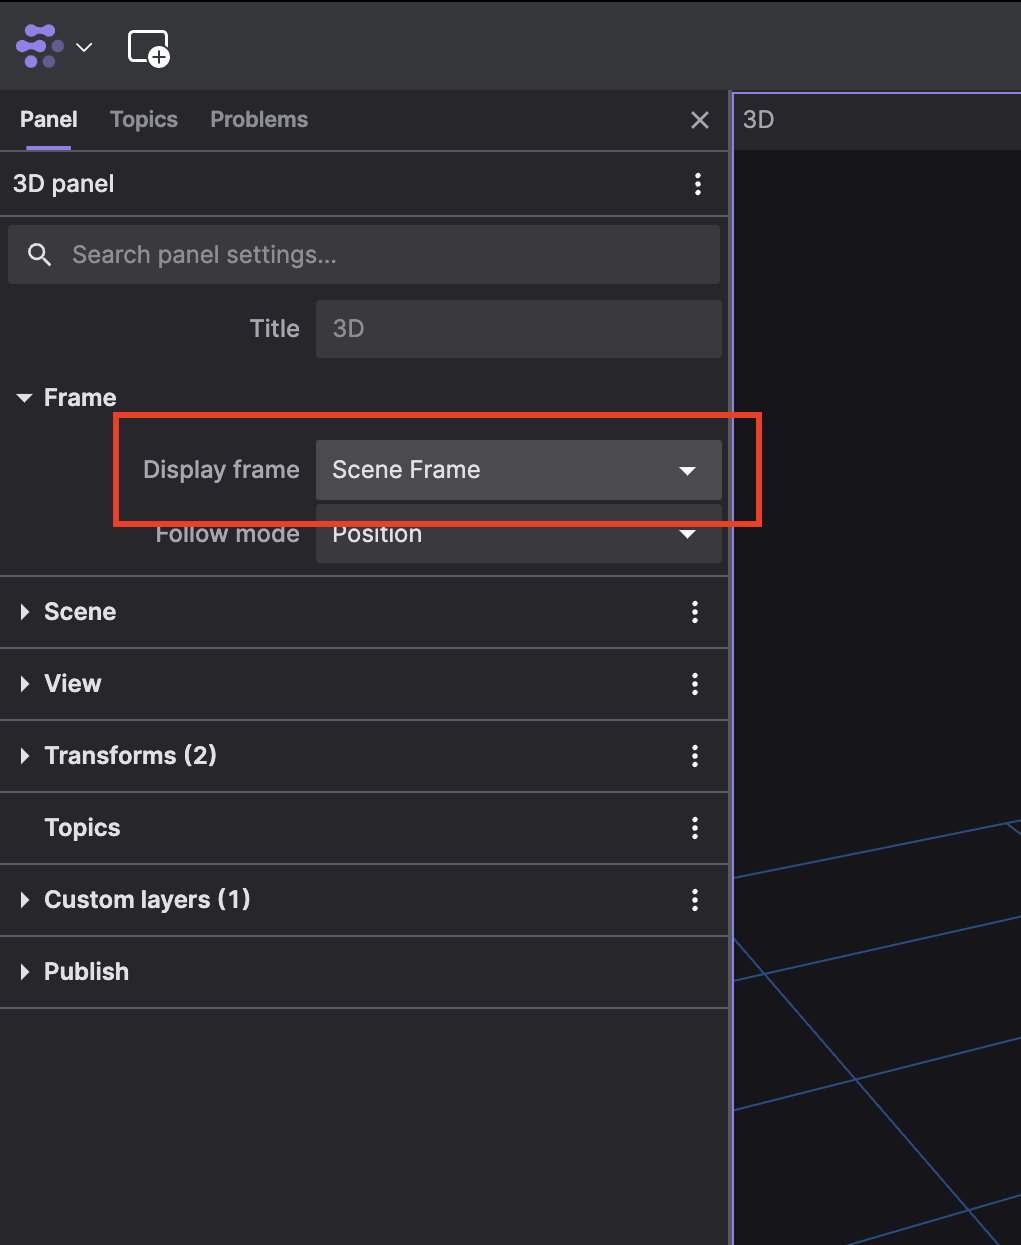 Panel Topics Problems
3D
3D panel
Search panel settings...
Title 3D
Frame
Display frame Scene Frame
Follow mode Position
Scene
View
Transforms (2)
Topics
Custom layers (1)
Publish